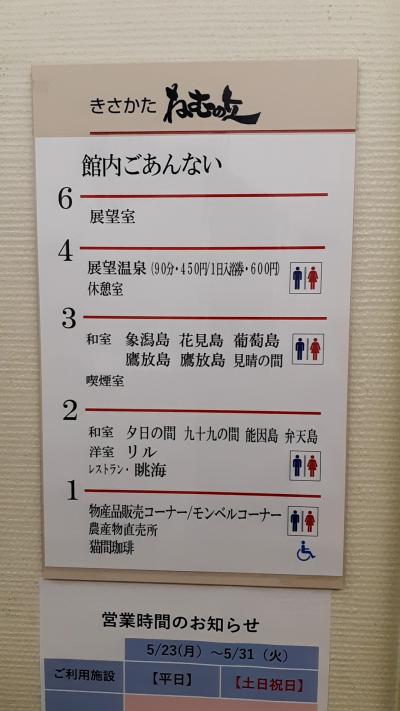 きさかた ねむの丘
館内ごあんない
6
展望室
4
展望温泉(90分・450円/1日入浴券・600円)
休憩室
3
和室 象潟島 花見島 葡萄島
鷹放島 鷹放島 見晴の間
喫煙室
2
和室 夕日の間 九十九の間 能因島 弁天島
洋室 リル
レストラン・眺海
1
物産品販売コーナー/モンベルコーナー
農産物直売所
猫間珈琲
営業時間のお知らせ
5/23(月) ～5/31（火）
ご利用施設 【平日】 【土日祝日】